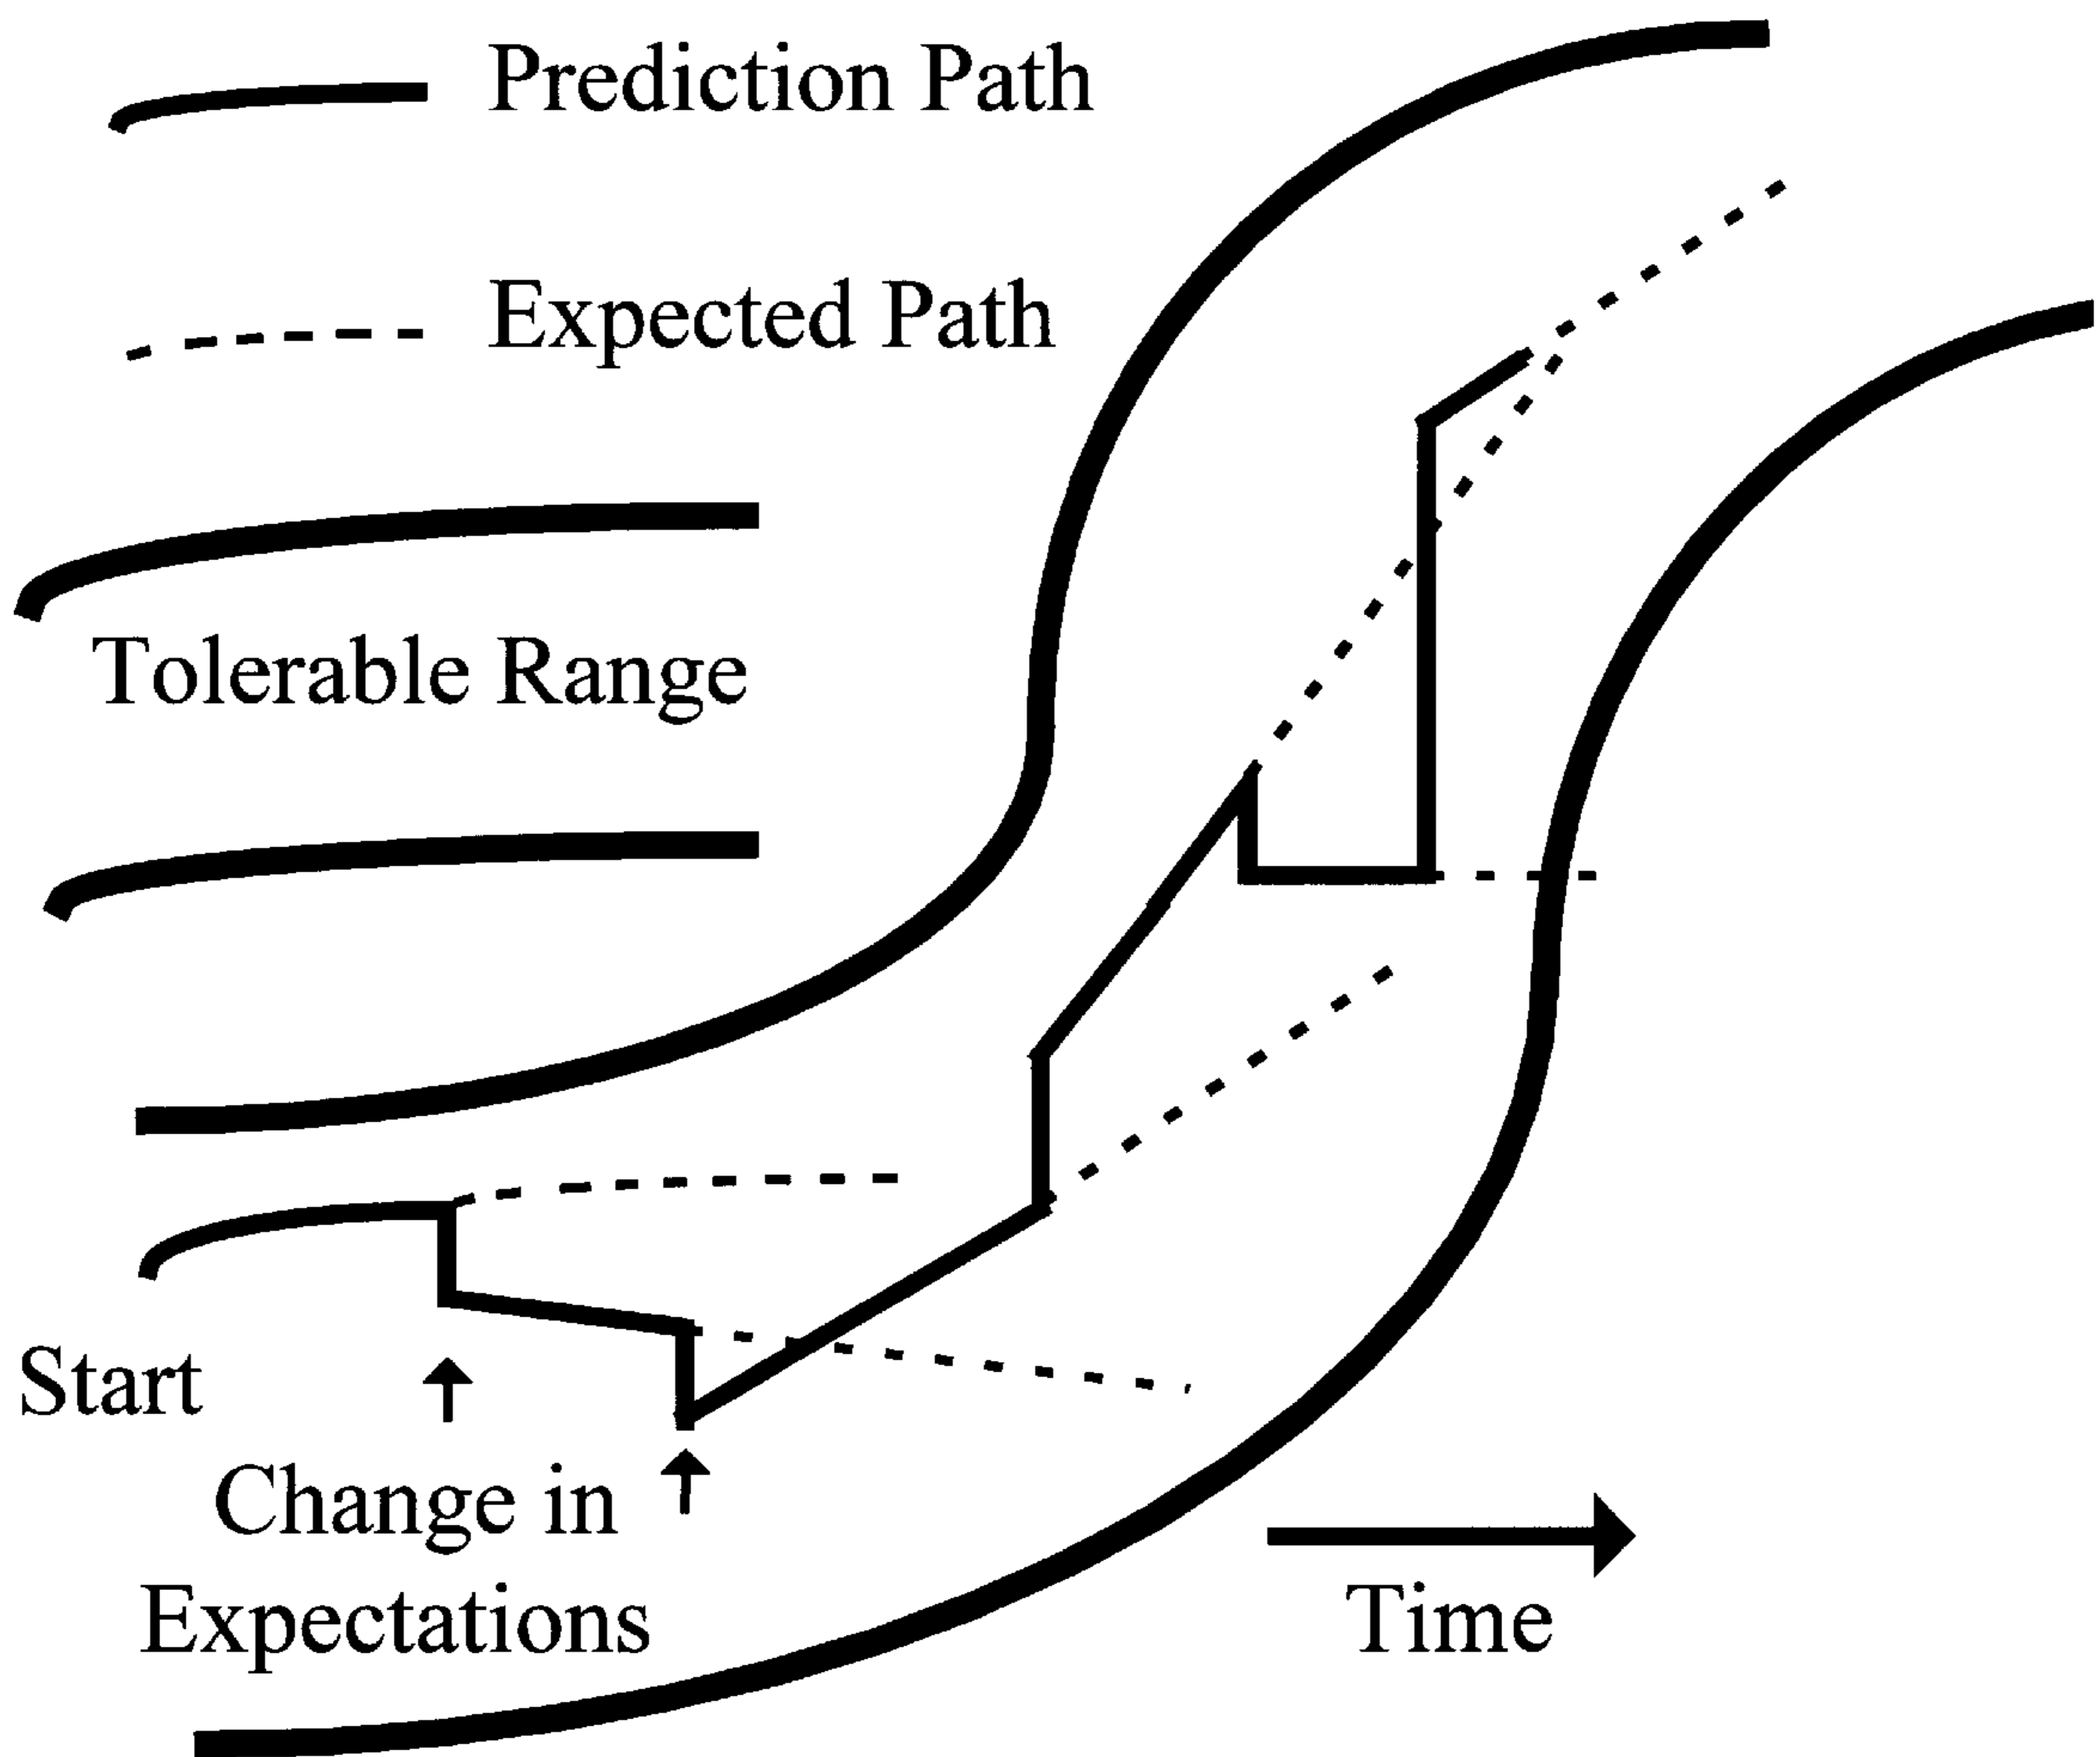 Prediction Path
Expected Path
Tolerable Range
Start
Change in
Expectations
Time